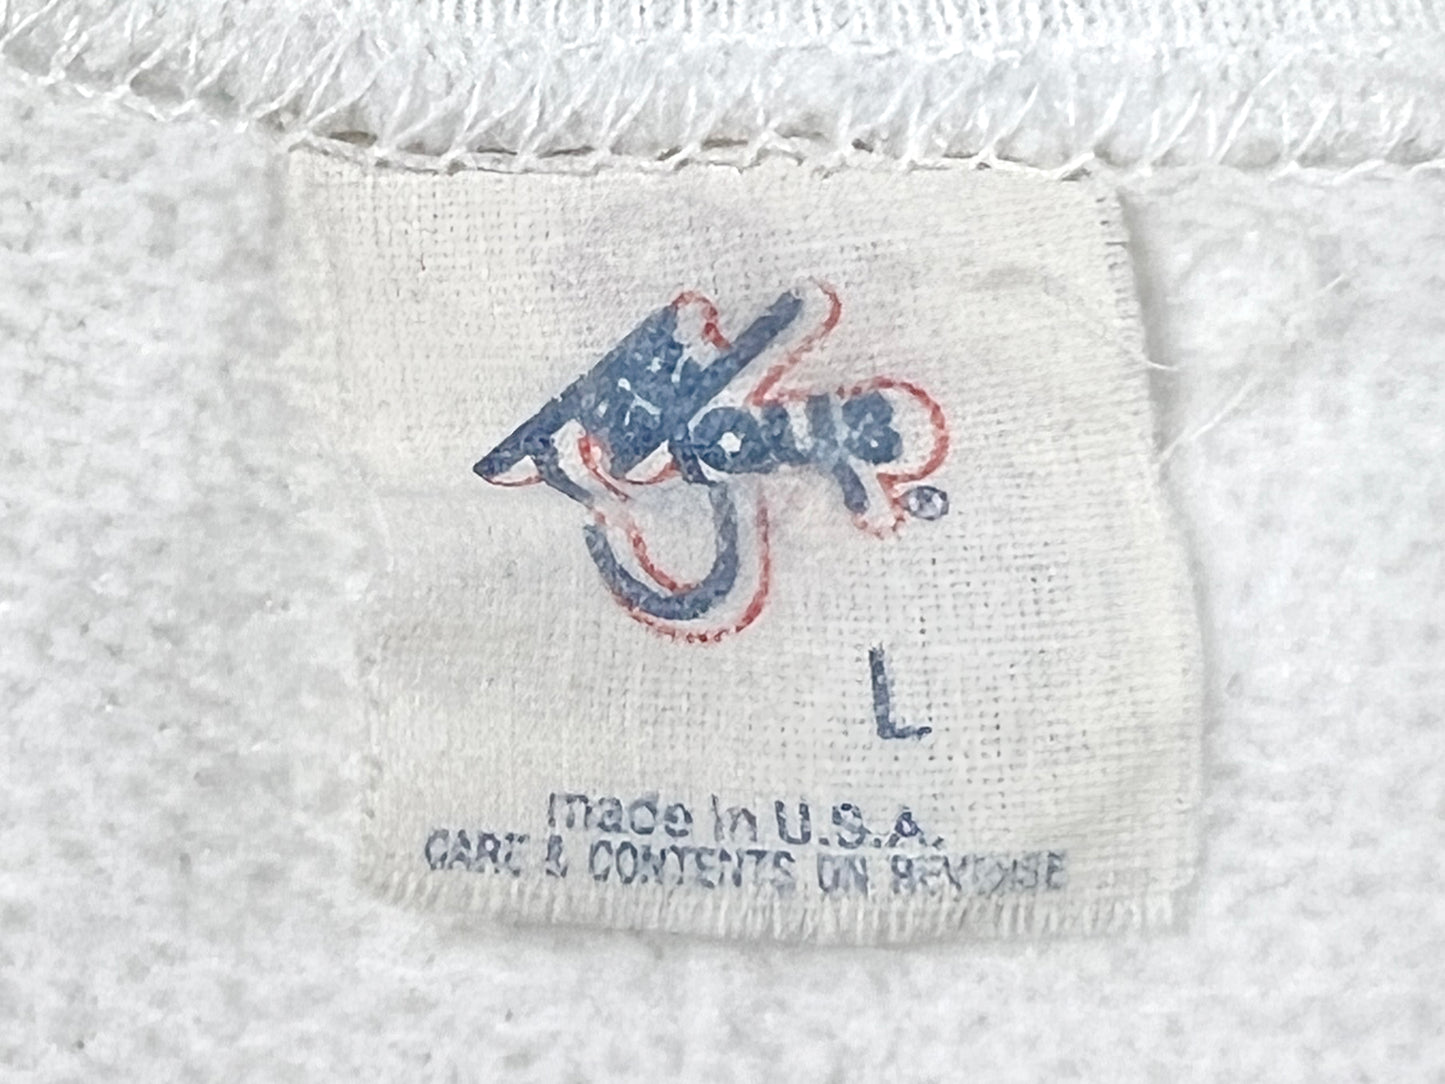 L
made in U.S.A.
CARE & CONTENTS ON REVERSE